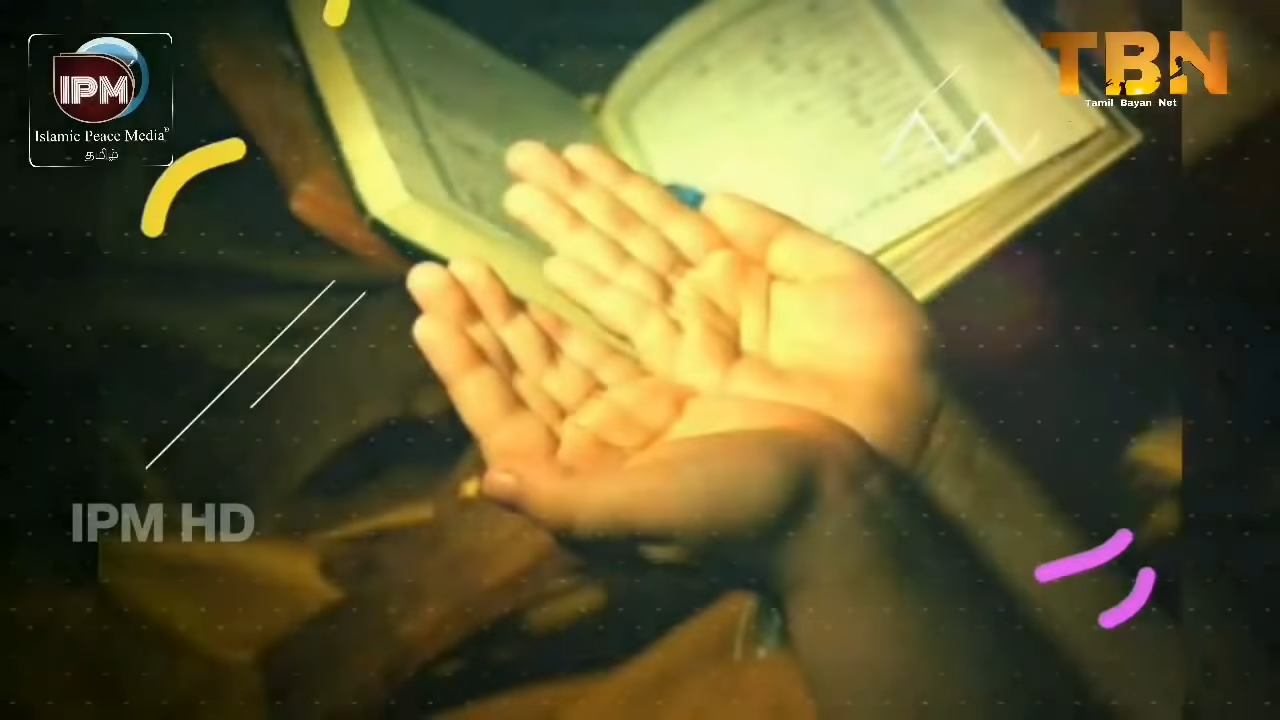 IPM
Islamic Peace Media
தமிழ்
TBN
Tamil Bayan Net
IPM HD